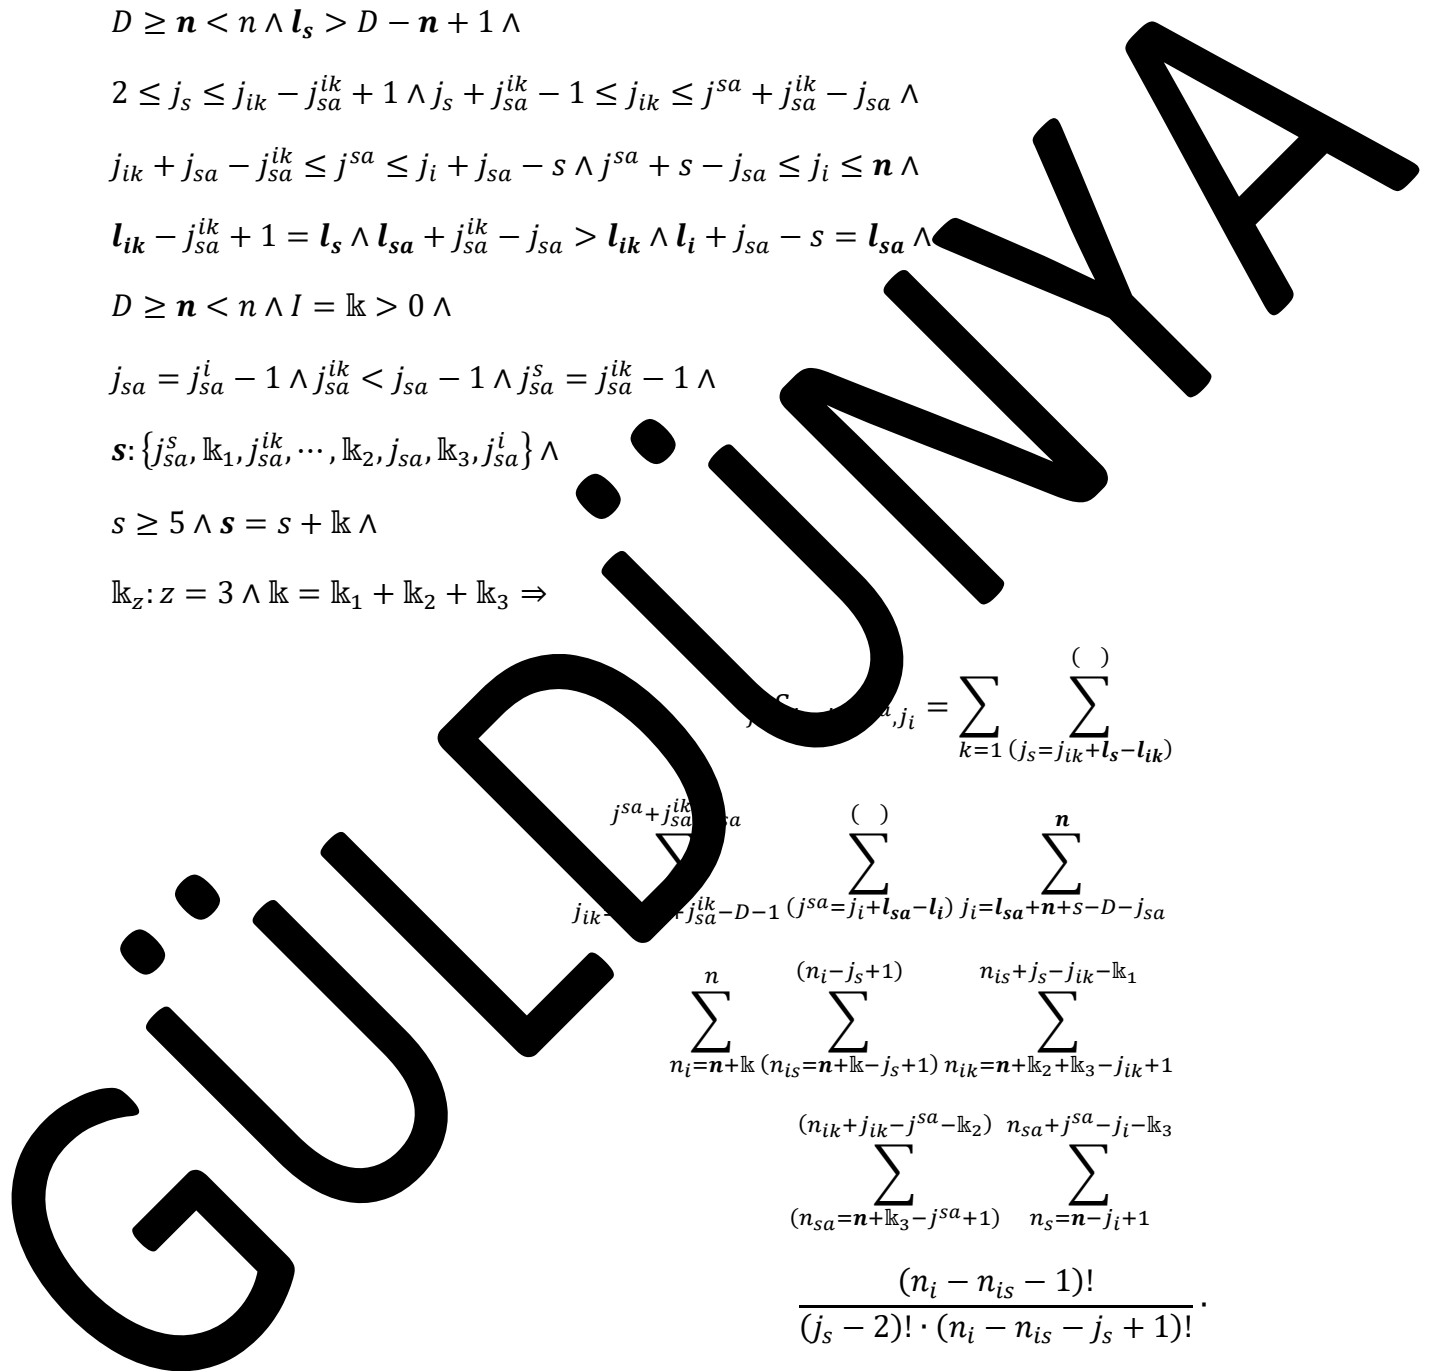 D ≥ 𝒏 < n ∧ 𝒍_𝒔 > D − 𝒏 + 1 ∧
2 ≤ j_s ≤ j_{ik} − j_{sa}^{ik} + 1 ∧ j_s + j_{sa}^{ik} − 1 ≤ j_{ik} ≤ j^{sa} + j_{sa}^{ik} − j_{sa} ∧
j_{ik} + j_{sa} − j_{sa}^{ik} ≤ j^{sa} ≤ j_i + j_{sa} − s ∧ j^{sa} + s − j_{sa} ≤ j_i ≤ 𝒏 ∧
𝒍_{𝒊𝒌} − j_{sa}^{ik} + 1 = 𝒍_𝒔 ∧ 𝒍_{𝒔𝒂} + j_{sa}^{ik} − j_{sa} > 𝒍_{𝒊𝒌} ∧ 𝒍_𝒊 + j_{sa} − s = 𝒍_{𝒔𝒂} ∧
D ≥ 𝒏 < n ∧ I = 𝕜 > 0 ∧
j_{sa} = j_{sa}^{i} − 1 ∧ j_{sa}^{ik} < j_{sa} − 1 ∧ j_{sa}^{s} = j_{sa}^{ik} − 1 ∧
𝒔: {j_{sa}^{s}, 𝕜_1, j_{sa}^{ik}, ⋯, 𝕜_2, j_{sa}, 𝕜_3, j_{sa}^{i}} ∧
s ≥ 5 ∧ 𝒔 = s + 𝕜 ∧
𝕜_z: z = 3 ∧ 𝕜 = 𝕜_1 + 𝕜_2 + 𝕜_3 ⇒
,j_i = ∑_{k=1} ∑_{(j_s=j_{ik}+𝒍_𝒔−𝒍_{𝒊𝒌})}^{( )}
∑^{j^{sa}+j_{sa}^{ik}} ∑_{(j^{sa}=j_i+𝒍_{𝒔𝒂}−𝒍_𝒊)}^{( )} ∑_{j_i=𝒍_{𝒔𝒂}+𝒏+s−D−j_{sa}}^{𝒏}
∑_{n_i=𝒏+𝕜}^{n} ∑_{(n_{is}=𝒏+𝕜−j_s+1)}^{(n_i−j_s+1)} ∑_{n_{ik}=𝒏+𝕜_2+𝕜_3−j_{ik}+1}^{n_{is}+j_s−j_{ik}−𝕜_1}
∑_{(n_{sa}=𝒏+𝕜_3−j^{sa}+1)}^{(n_{ik}+j_{ik}−j^{sa}−𝕜_2)} ∑_{n_s=𝒏−j_i+1}^{n_{sa}+j^{sa}−j_i−𝕜_3}
(n_i − n_{is} − 1)!
(j_s − 2)! · (n_i − n_{is} − j_s + 1)! ·
GÜLDÜNYA